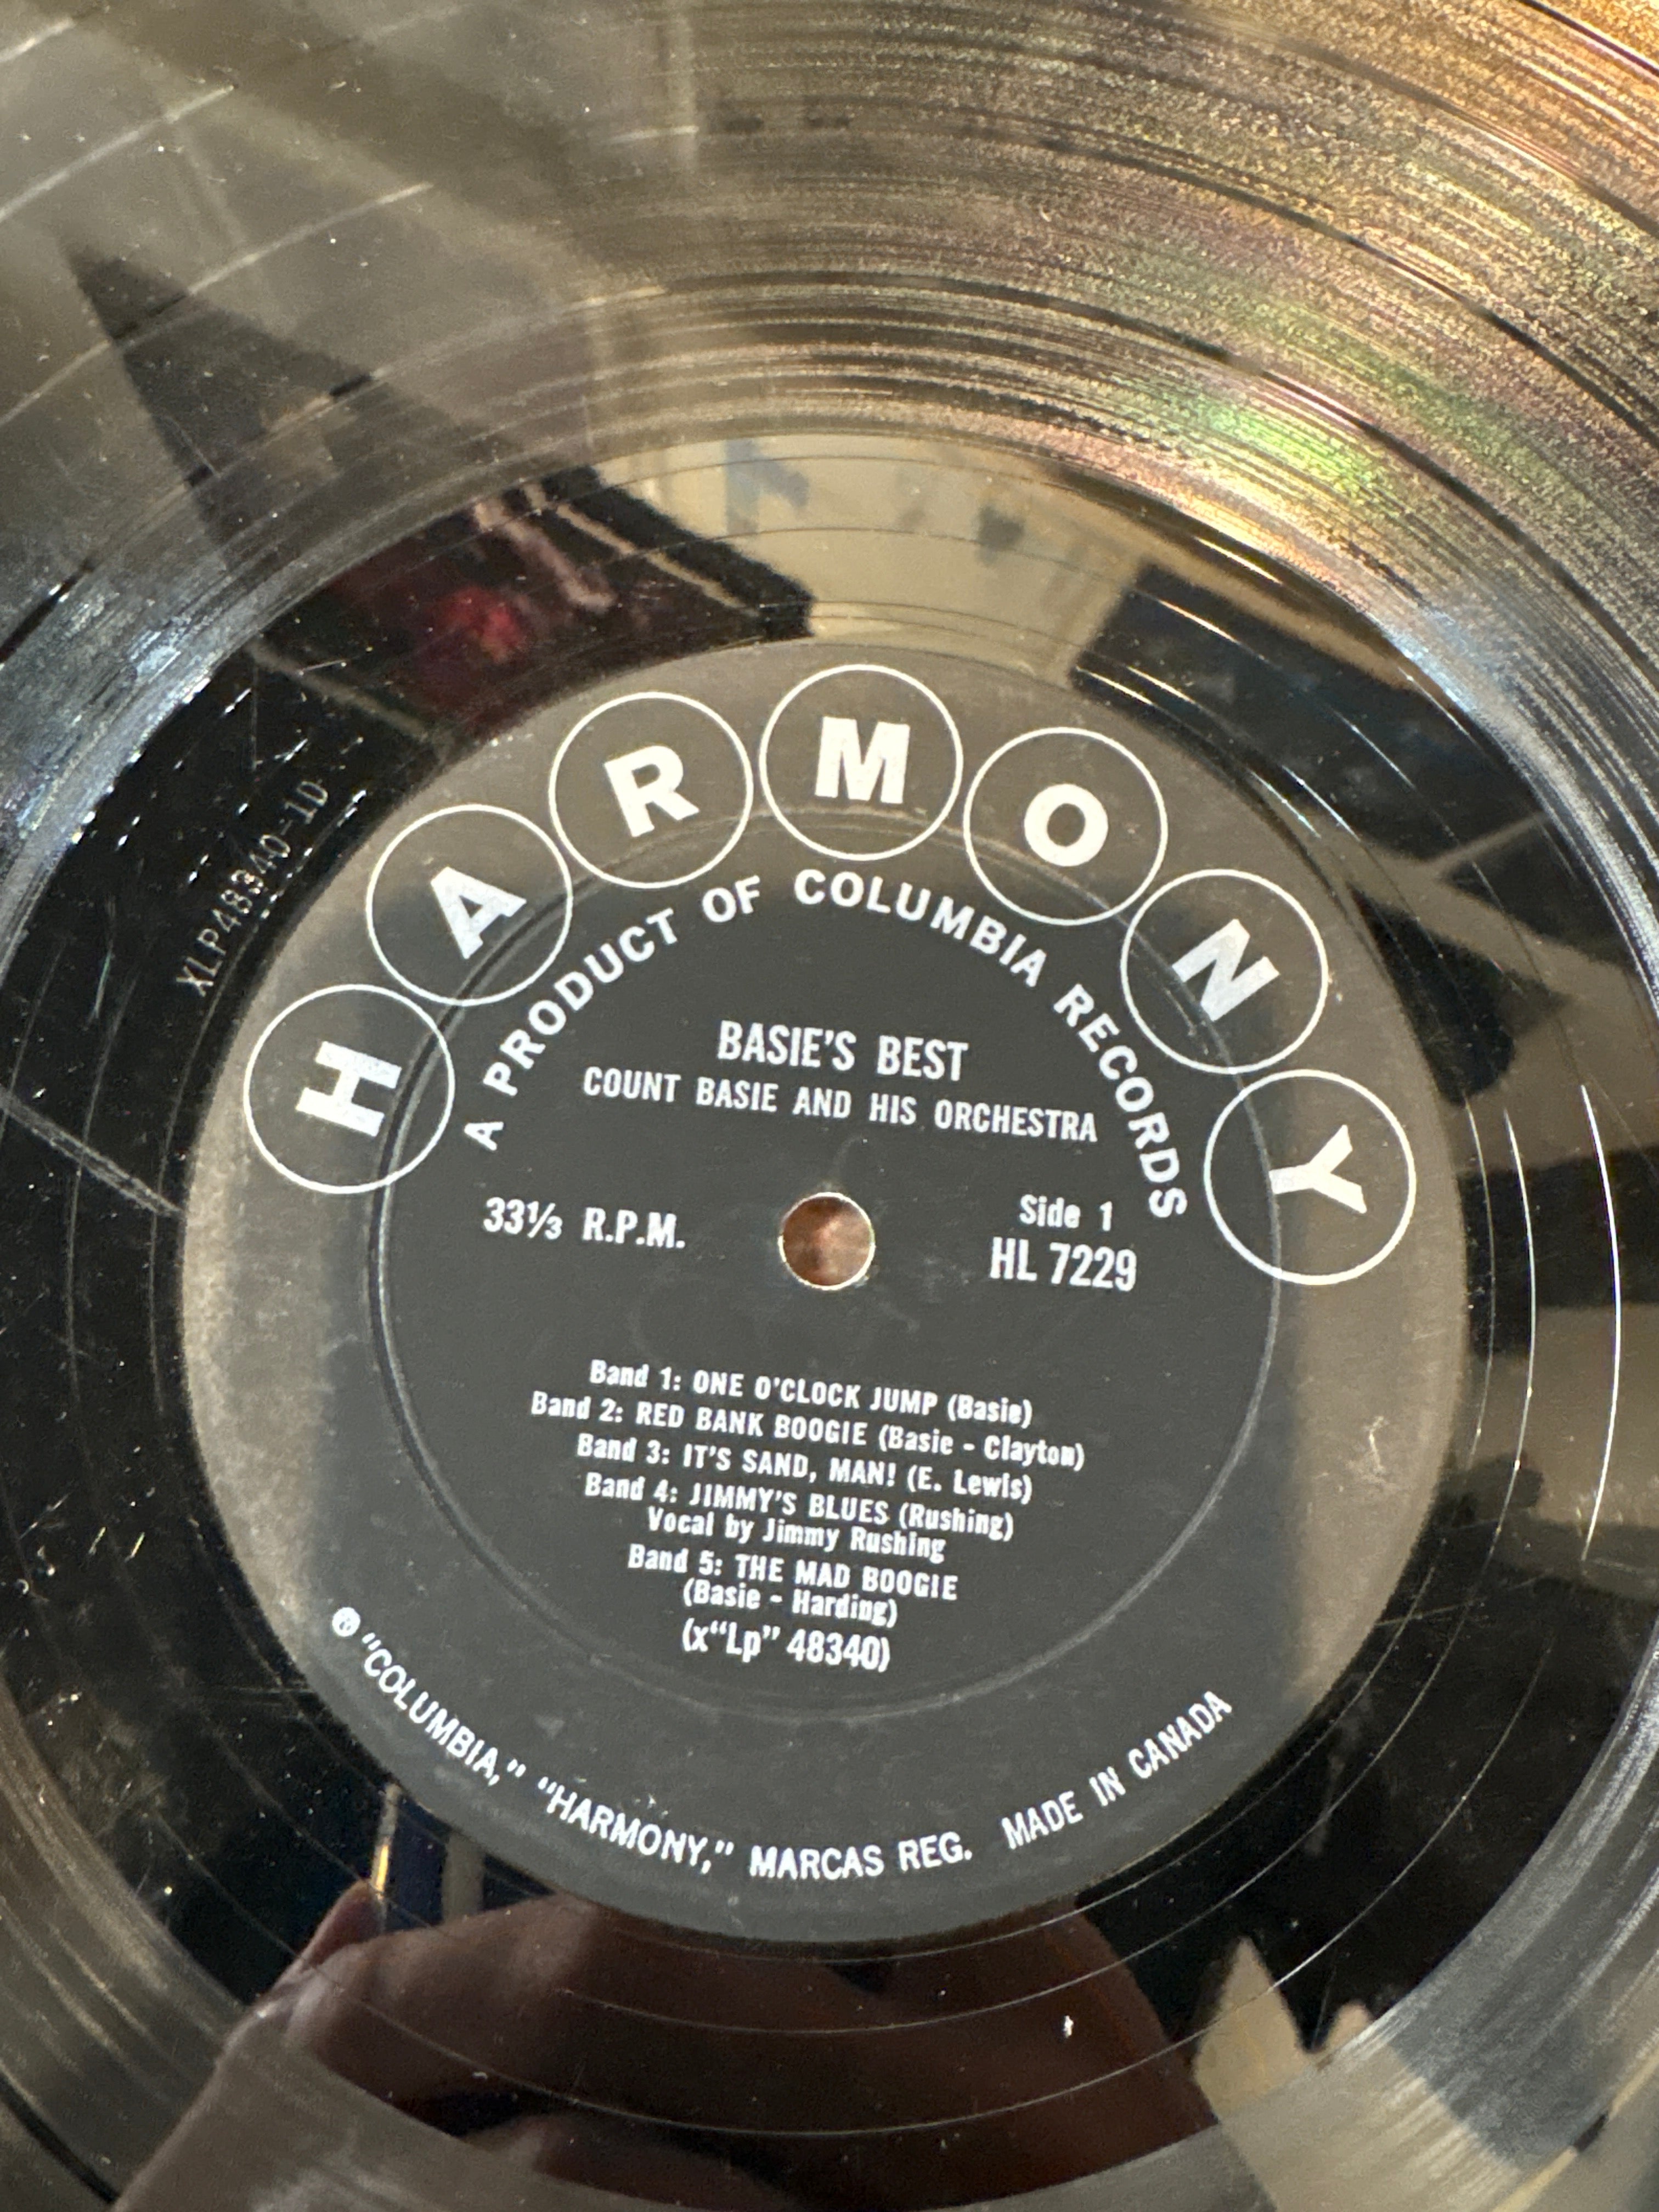 HARMONY
A PRODUCT OF COLUMBIA RECORDS
BASIE'S BEST
COUNT BASIE AND HIS ORCHESTRA
33⅓ R.P.M.
Side 1
HL 7229
Band 1: ONE O'CLOCK JUMP (Basie)
Band 2: RED BANK BOOGIE (Basie - Clayton)
Band 3: IT'S SAND, MAN! (E. Lewis)
Band 4: JIMMY'S BLUES (Rushing)
Vocal by Jimmy Rushing
Band 5: THE MAD BOOGIE
(Basie - Harding)
(x“Lp” 48340)
“COLUMBIA,” “HARMONY,” MARCAS REG. MADE IN CANADA
XLP48340-1D